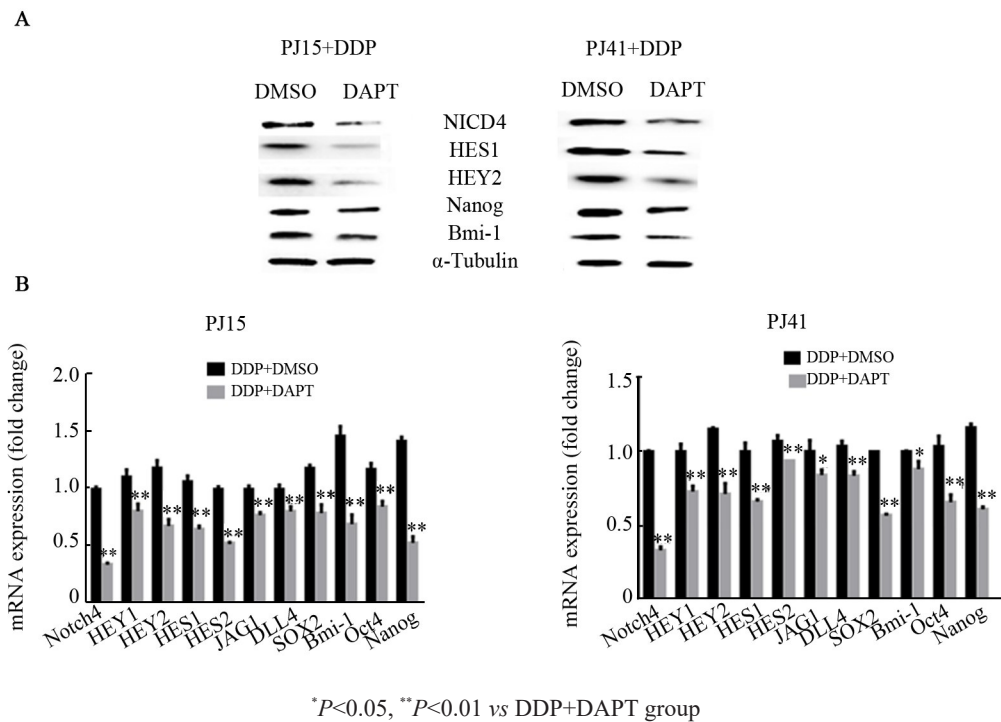 A
PJ15+DDP
PJ41+DDP
DMSO DAPT
DMSO DAPT
NICD4
HES1
HEY2
Nanog
Bmi-1
α-Tubulin
B
PJ15
mRNA expression (fold change)
DDP+DMSO
DDP+DAPT
2.0
1.5
1.0
0.5
0
** ** ** ** ** ** ** ** ** ** **
Notch4 HEY1 HEY2 HES1 HES2 JAG1 DLL4 SOX2 Bmi-1 Oct4 Nanog
PJ41
mRNA expression (fold change)
DDP+DMSO
DDP+DAPT
1.5
1.0
0.5
0
** ** ** ** ** * ** ** * ** **
Notch4 HEY1 HEY2 HES1 HES2 JAG1 DLL4 SOX2 Bmi-1 Oct4 Nanog
*P<0.05, **P<0.01 vs DDP+DAPT group